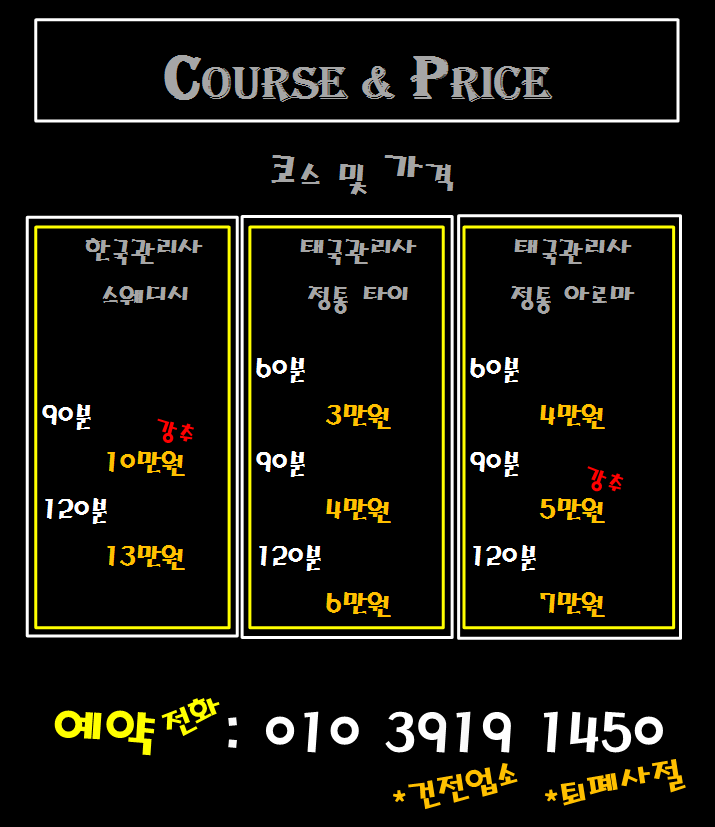 COURSE & PRICE
코스 및 가격
한국관리사
스웨디시
90분
강추
10만원
120분
13만원
태국관리사
정통 타이
60분
3만원
90분
4만원
120분
6만원
태국관리사
정통 아로마
60분
4만원
90분
강추
5만원
120분
7만원
예약전화 : 010 3919 1450
*건전업소 *퇴폐사절